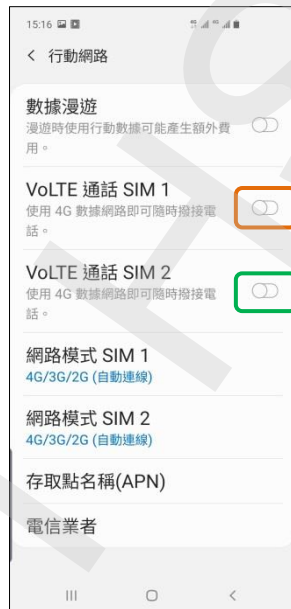 15:16
行動網路
數據漫遊
漫遊時使用行動數據可能產生額外費
用。
VoLTE 通話 SIM 1
使用 4G 數據網路即可隨時撥接電
話。
VoLTE 通話 SIM 2
使用 4G 數據網路即可隨時撥接電
話。
網路模式 SIM 1
4G/3G/2G (自動連線)
網路模式 SIM 2
4G/3G/2G (自動連線)
存取點名稱(APN)
電信業者